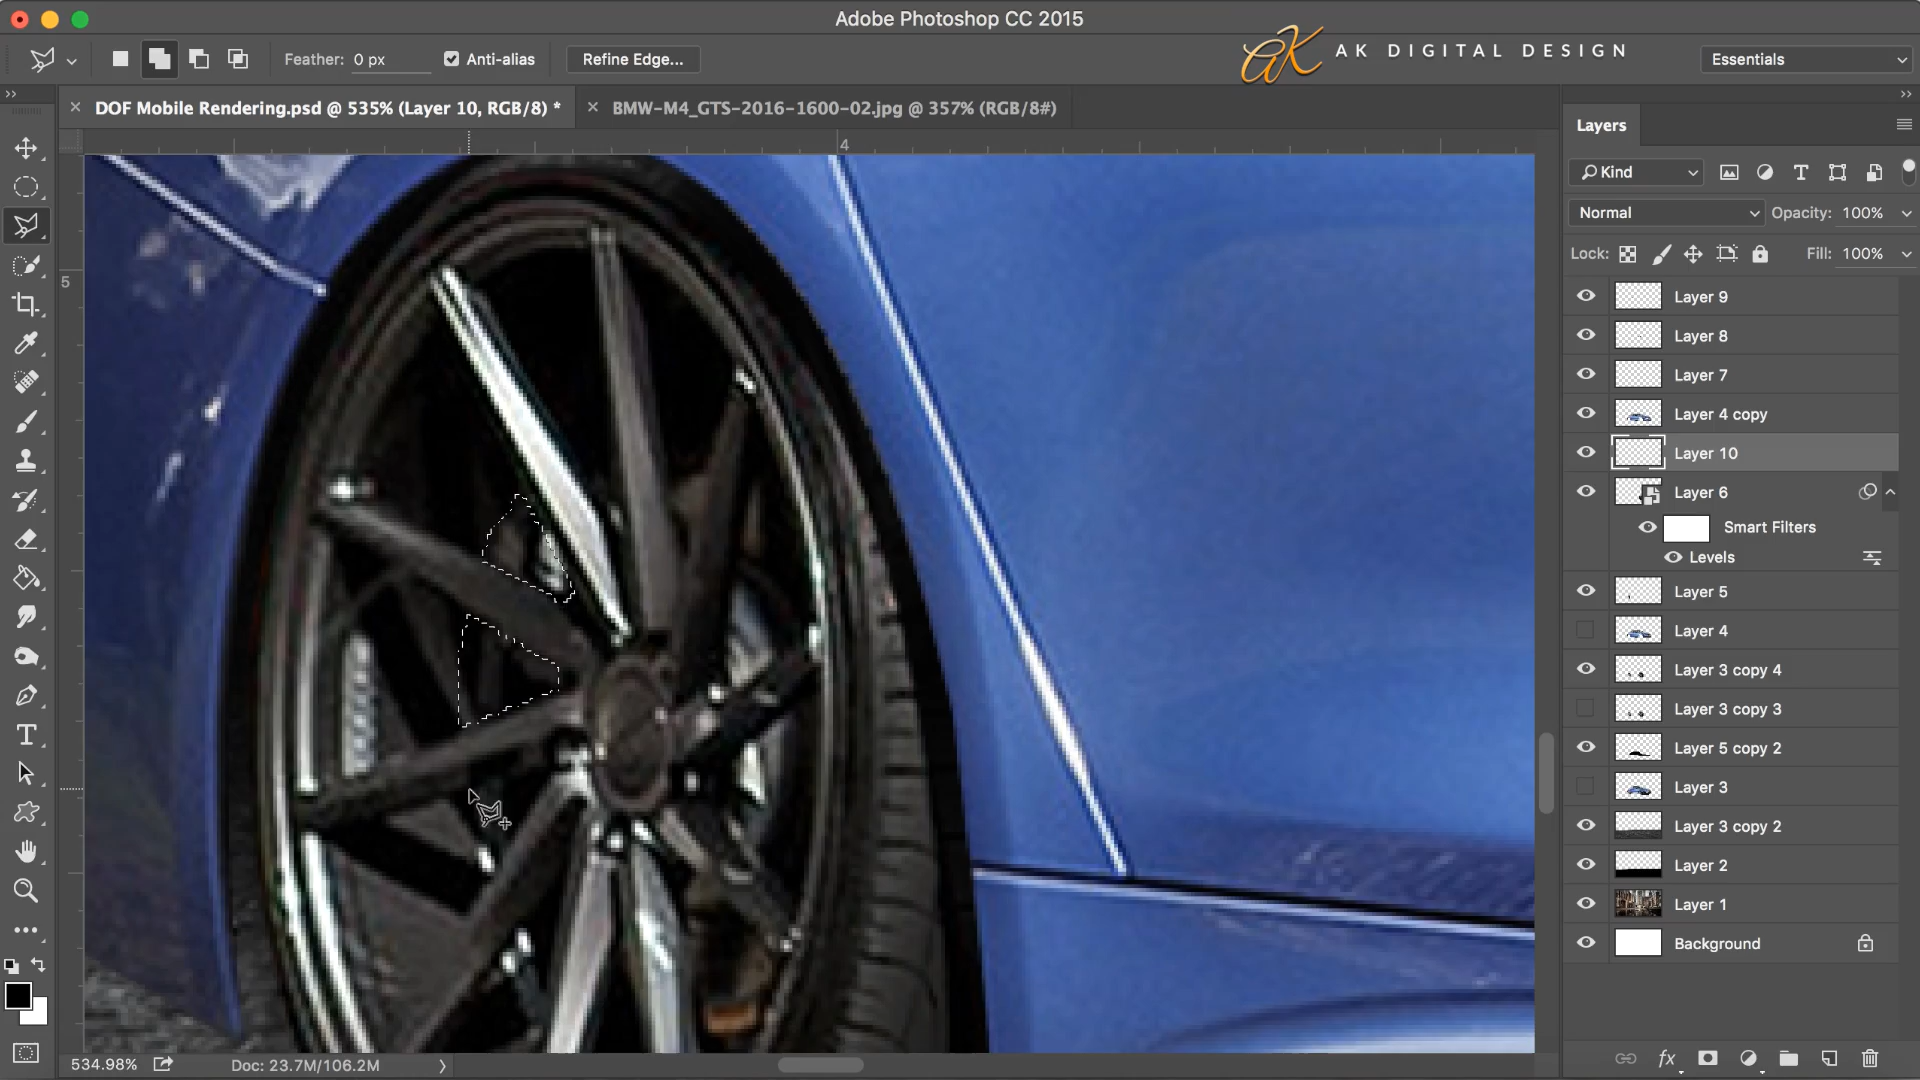 Adobe Photoshop CC 2015
Feather: 0 px
Anti-alias
Refine Edge...
AK DIGITAL DESIGN
Essentials
DOF Mobile Rendering.psd @ 535% (Layer 10, RGB/8) *
BMW-M4_GTS-2016-1600-02.jpg @ 357% (RGB/8#)
4
5
Layers
Kind
Normal
Opacity: 100%
Lock:
Fill: 100%
Layer 9
Layer 8
Layer 7
Layer 4 copy
Layer 10
Layer 6
Smart Filters
Levels
Layer 5
Layer 4
Layer 3 copy 4
Layer 3 copy 3
Layer 5 copy 2
Layer 3
Layer 3 copy 2
Layer 2
Layer 1
Background
534.98%
Doc: 23.7M/106.2M
fx